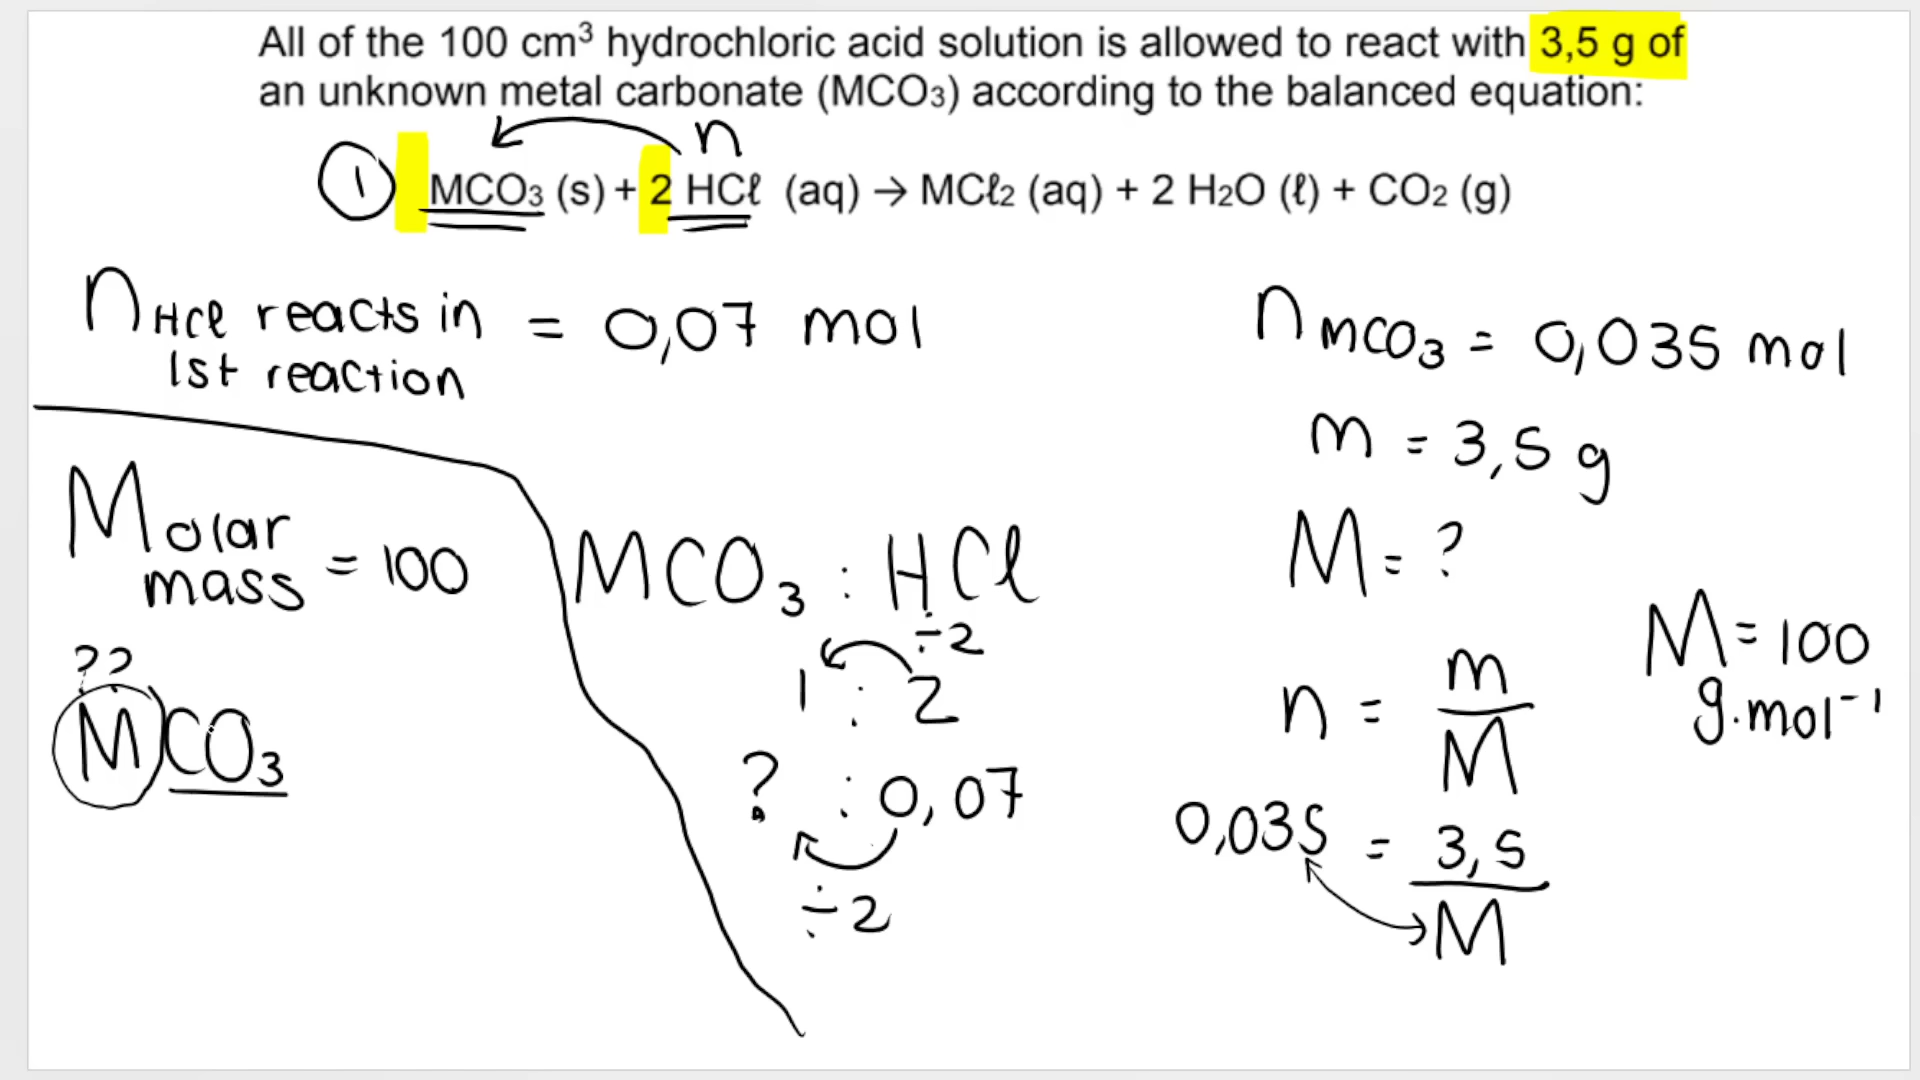 All of the 100 cm³ hydrochloric acid solution is allowed to react with 3,5 g of
an unknown metal carbonate (MCO3) according to the balanced equation:
n
1 MCO3 (s) + 2 HCℓ (aq) → MCℓ2 (aq) + 2 H2O (ℓ) + CO2 (g)
n HCl reacts in 1st reaction = 0,07 mol
Molar mass = 100
??
MCO3
MCO3 : HCl
÷2
1 : 2
? : 0,07
÷2
n MCO3 = 0,035 mol
m = 3,5 g
M = ?
n = m/M
0,035 = 3,5/M
M = 100
g.mol⁻¹